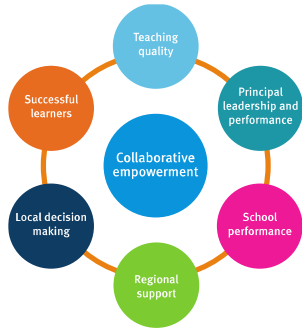 Teaching
quality
Principal
leadership and
performance
School
performance
Regional
support
Local decision
making
Successful
learners
Collaborative
empowerment